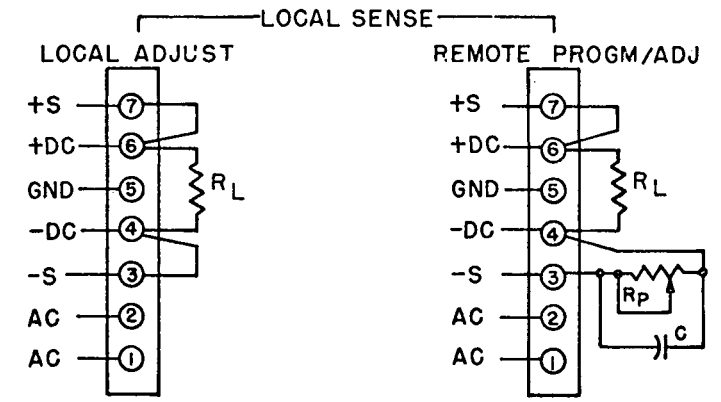 LOCAL SENSE
LOCAL ADJUST
+S 7
+DC 6
GND 5
RL
-DC 4
-S 3
AC 2
AC 1
REMOTE PROGM/ADJ
+S 7
+DC 6
GND 5
RL
-DC 4
-S 3
RP
AC 2
C
AC 1